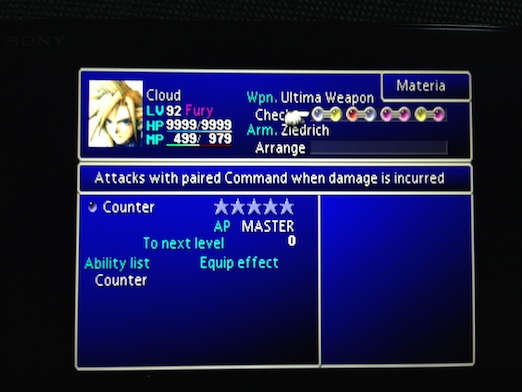 SONY
Materia
Cloud
LV 92 Fury
HP 9999/9999
MP 499/ 979
Wpn. Ultima Weapon
Check
Arm. Ziedrich
Arrange
Attacks with paired Command when damage is incurred
Counter
AP MASTER
To next level 0
Ability list Equip effect
Counter